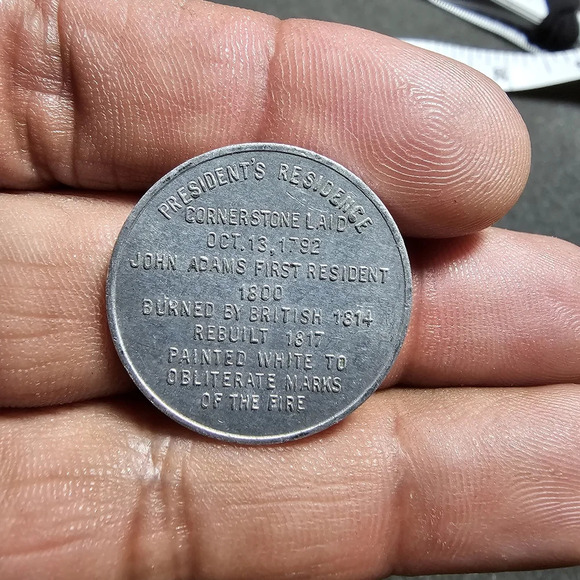 PRESIDENT'S RESIDENCE
CORNERSTONE LAID
OCT. 13, 1792
JOHN ADAMS FIRST RESIDENT
1800
BURNED BY BRITISH 1814
REBUILT 1817
PAINTED WHITE TO
OBLITERATE MARKS
OF THE FIRE